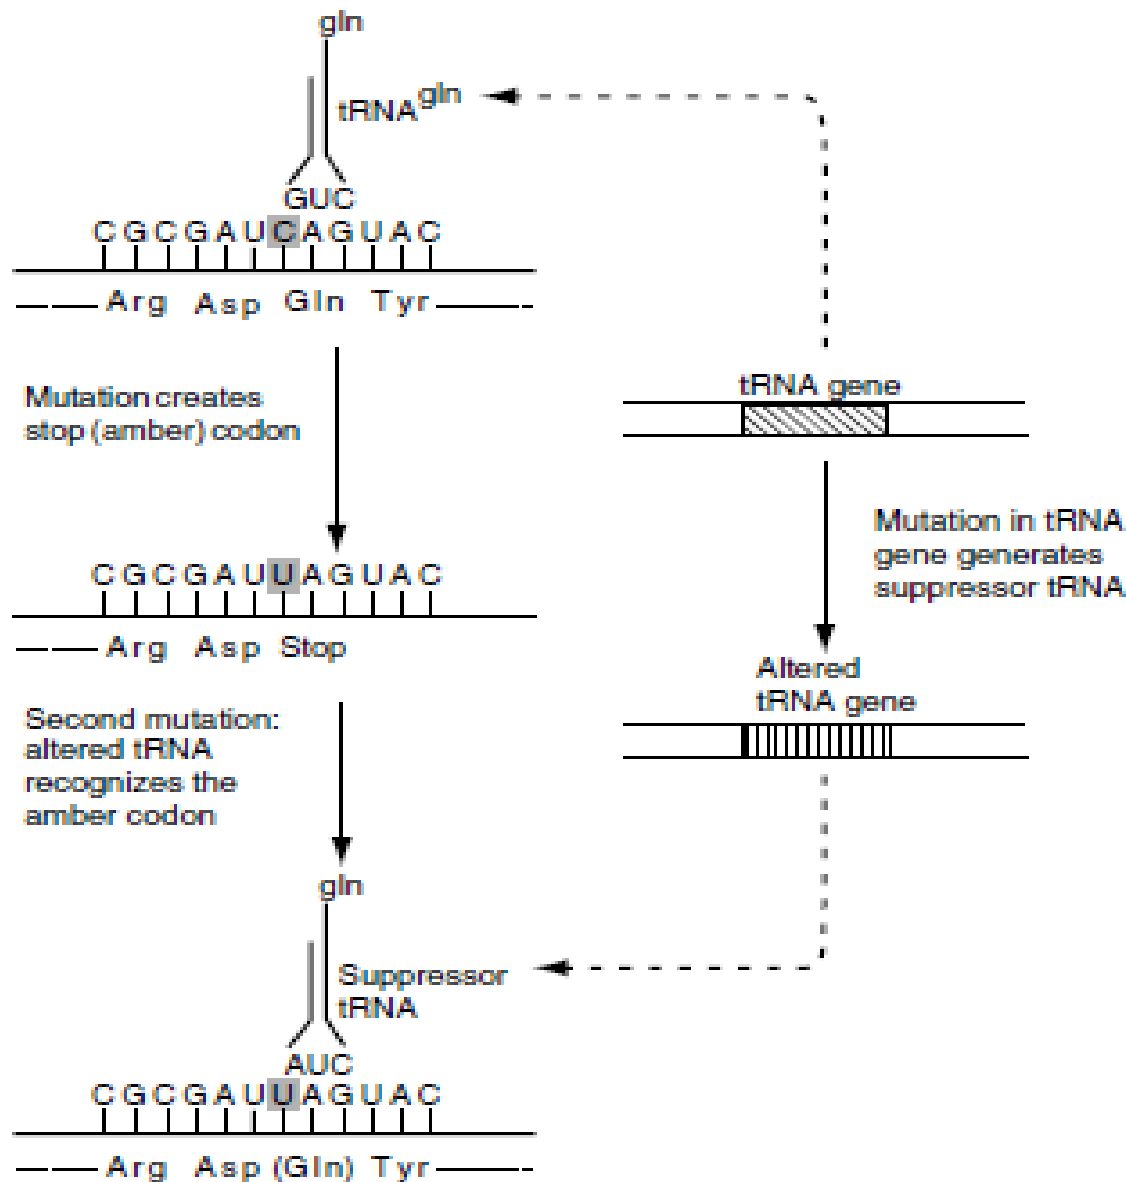 gln
tRNAgln
GUC
CGCGAUCAGUAC
Arg Asp Gln Tyr
Mutation creates
stop (amber) codon
tRNA gene
Mutation in tRNA
gene generates
suppressor tRNA
CGCGAUUAGUAC
Arg Asp Stop
Altered
tRNA gene
Second mutation:
altered tRNA
recognizes the
amber codon
gln
Suppressor
tRNA
AUC
CGCGAUUAGUAC
Arg Asp (Gln) Tyr